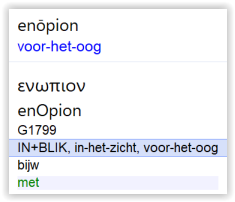 enōpion
voor-het-oog
ενωπιον
enOpion
G1799
IN+BLIK, in-het-zicht, voor-het-oog
bijw
met